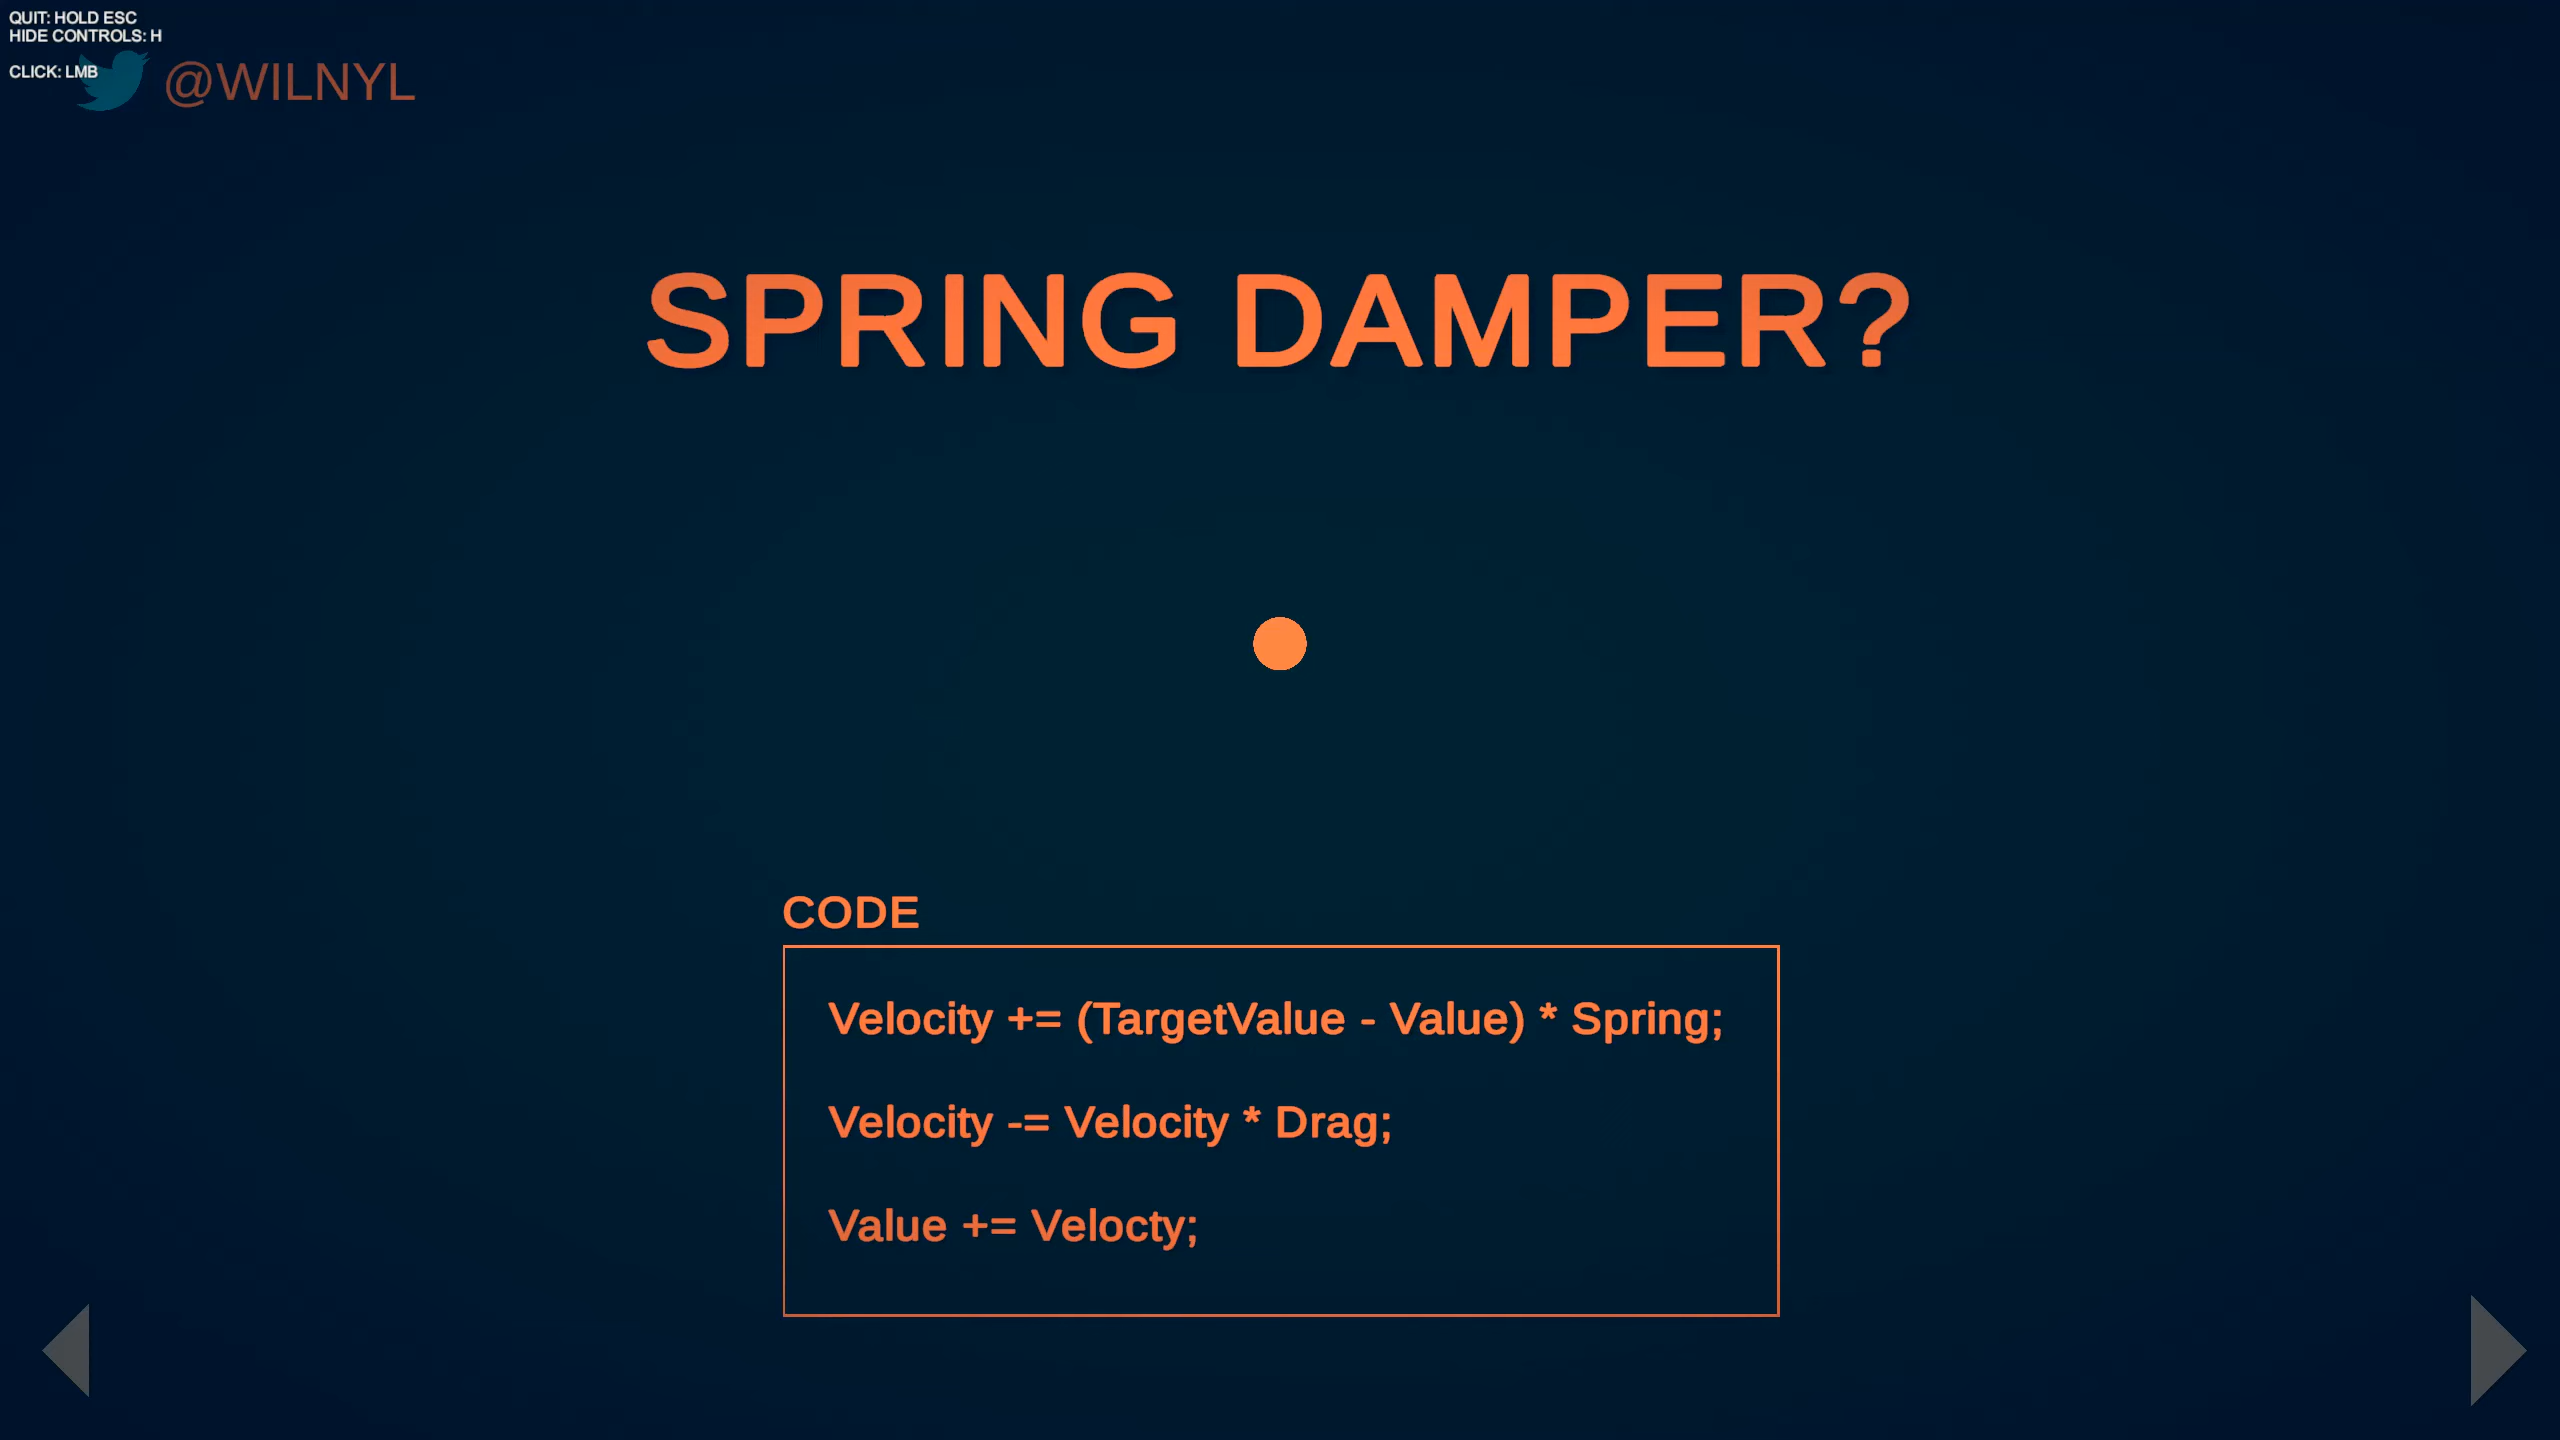 QUIT: HOLD ESC
HIDE CONTROLS: H
CLICK: LMB
@WILNYL
SPRING DAMPER?
CODE
Velocity += (TargetValue - Value) * Spring;
Velocity -= Velocity * Drag;
Value += Velocty;